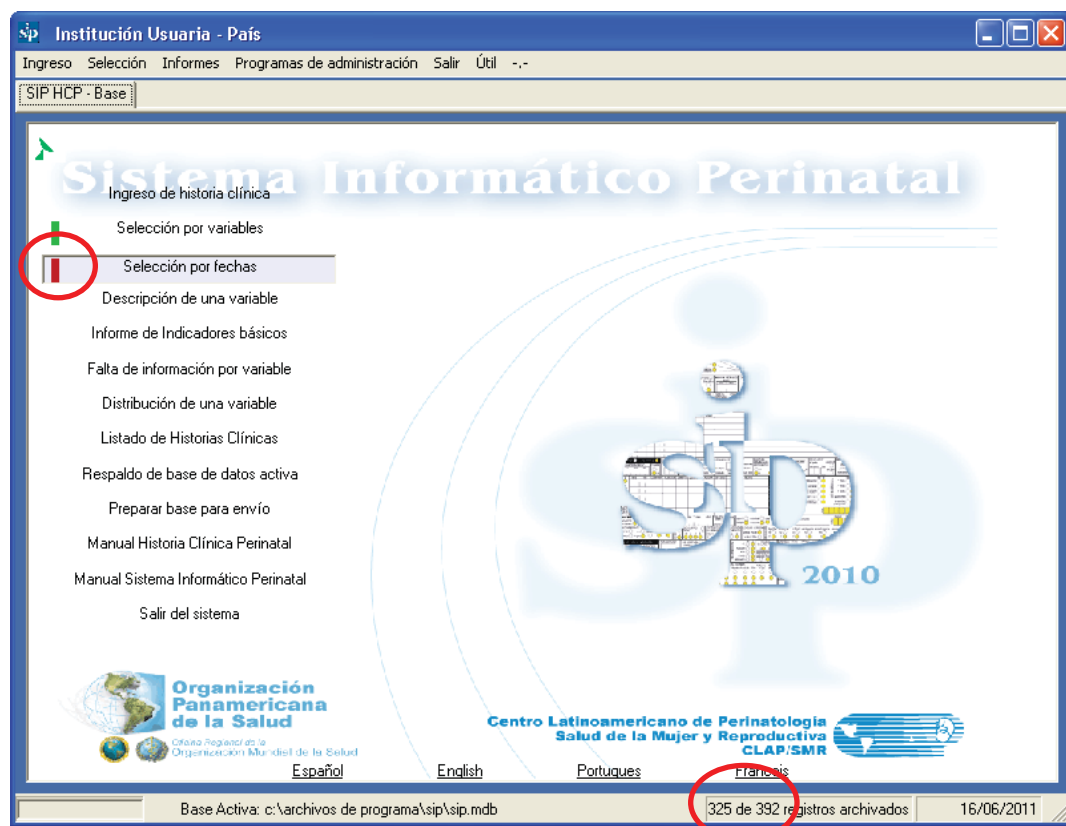 sip Institución Usuaria - País
Ingreso Selección Informes Programas de administración Salir Útil -.-
SIP HCP - Base
Sistema Informático Perinatal
Ingreso de historia clínica
Selección por variables
Selección por fechas
Descripción de una variable
Informe de Indicadores básicos
Falta de información por variable
Distribución de una variable
Listado de Historias Clínicas
Respaldo de base de datos activa
Preparar base para envío
Manual Historia Clínica Perinatal
Manual Sistema Informático Perinatal
Salir del sistema
sip
2010
Organización
Panamericana
de la Salud
Oficina Regional de la
Organización Mundial de la Salud
Centro Latinoamericano de Perinatología
Salud de la Mujer y Reproductiva
CLAP/SMR
Español English Portugues Francais
Base Activa: c:\archivos de programa\sip\sip.mdb 325 de 392 registros archivados 16/06/2011